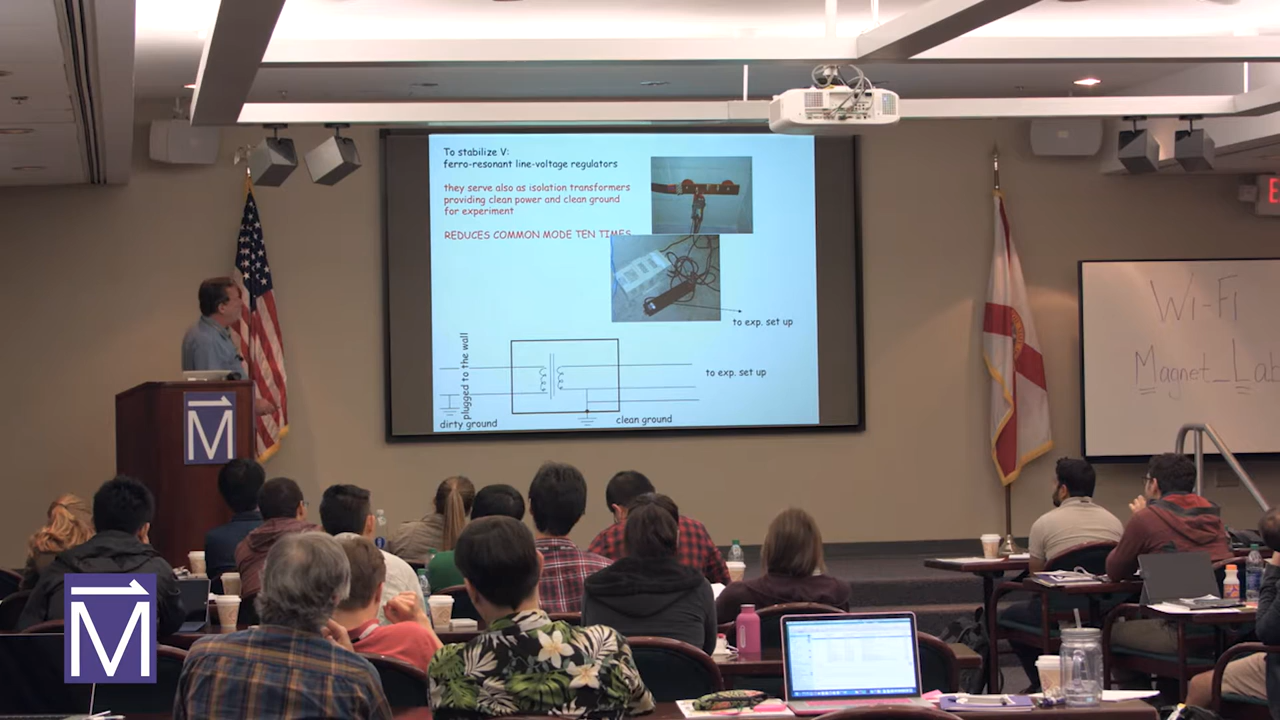 To stabilize V:
ferro-resonant line-voltage regulators
they serve also as isolation transformers
providing clean power and clean ground
for experiment
REDUCES COMMON MODE TEN TIMES
to exp. set up
plugged to the wall
to exp. set up
dirty ground
clean ground
Wi-Fi
Magnet_Lab
E
M
M